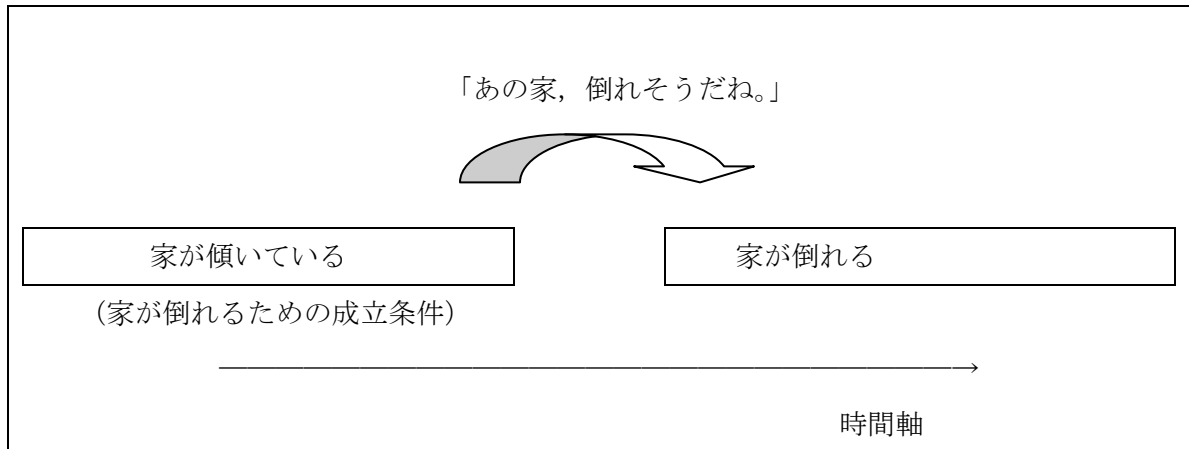 「あの家，倒れそうだね。」
家が傾いている
家が倒れる
（家が倒れるための成立条件）
時間軸